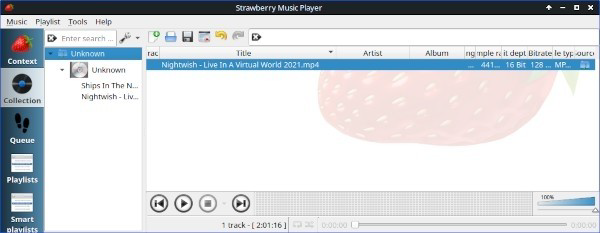 Strawberry Music Player
Music Playlist Tools Help
Enter search ...
Context
Collection
Queue
Playlists
Smart
playlists
Unknown
Unknown
Ships In The N...
Nightwish - Liv...
rac Title Artist Album ng mple ra it dept Bitrate le typ ource
Nightwish - Live In A Virtual World 2021.mp4 ... 441... 16 Bit 128 ... MP...
100%
1 track - [ 2:01:16 ] 0:00:00 0:00:00